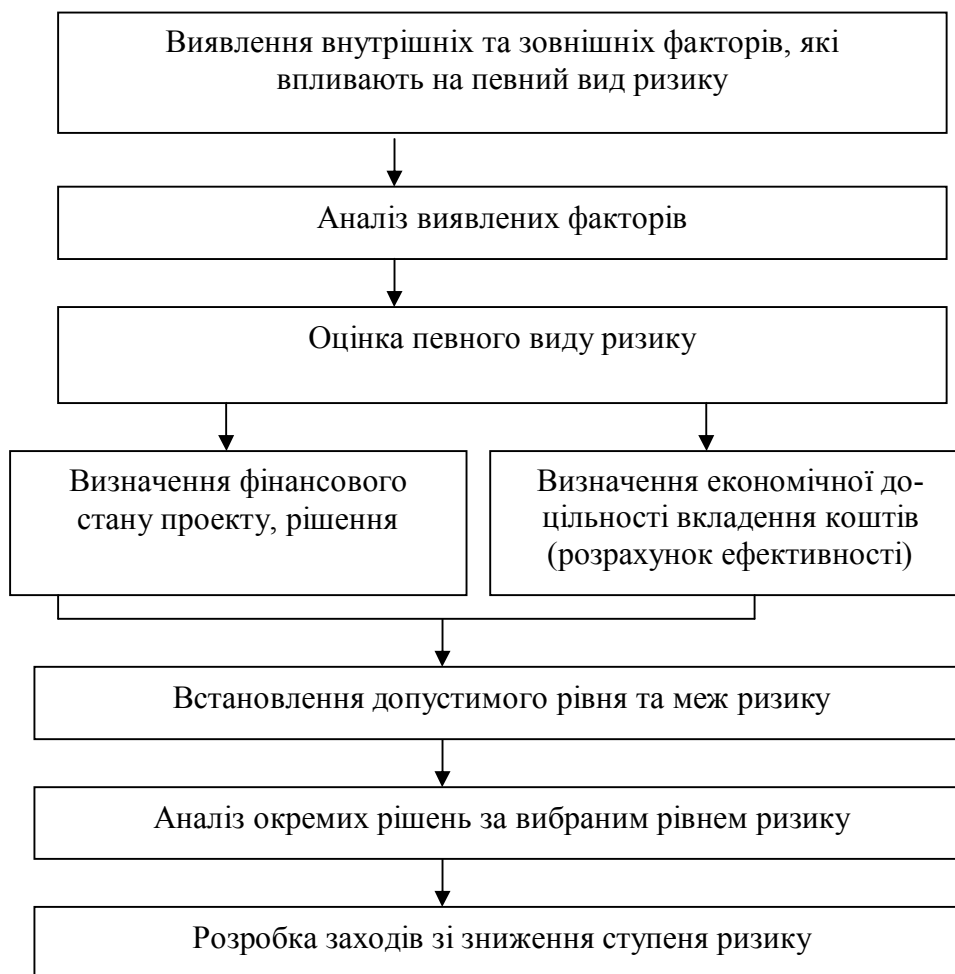 Виявлення внутрішніх та зовнішніх факторів, які
впливають на певний вид ризику
Аналіз виявлених факторів
Оцінка певного виду ризику
Визначення фінансового
стану проекту, рішення
Визначення економічної до-
цільності вкладення коштів
(розрахунок ефективності)
Встановлення допустимого рівня та меж ризику
Аналіз окремих рішень за вибраним рівнем ризику
Розробка заходів зі зниження ступеня ризику